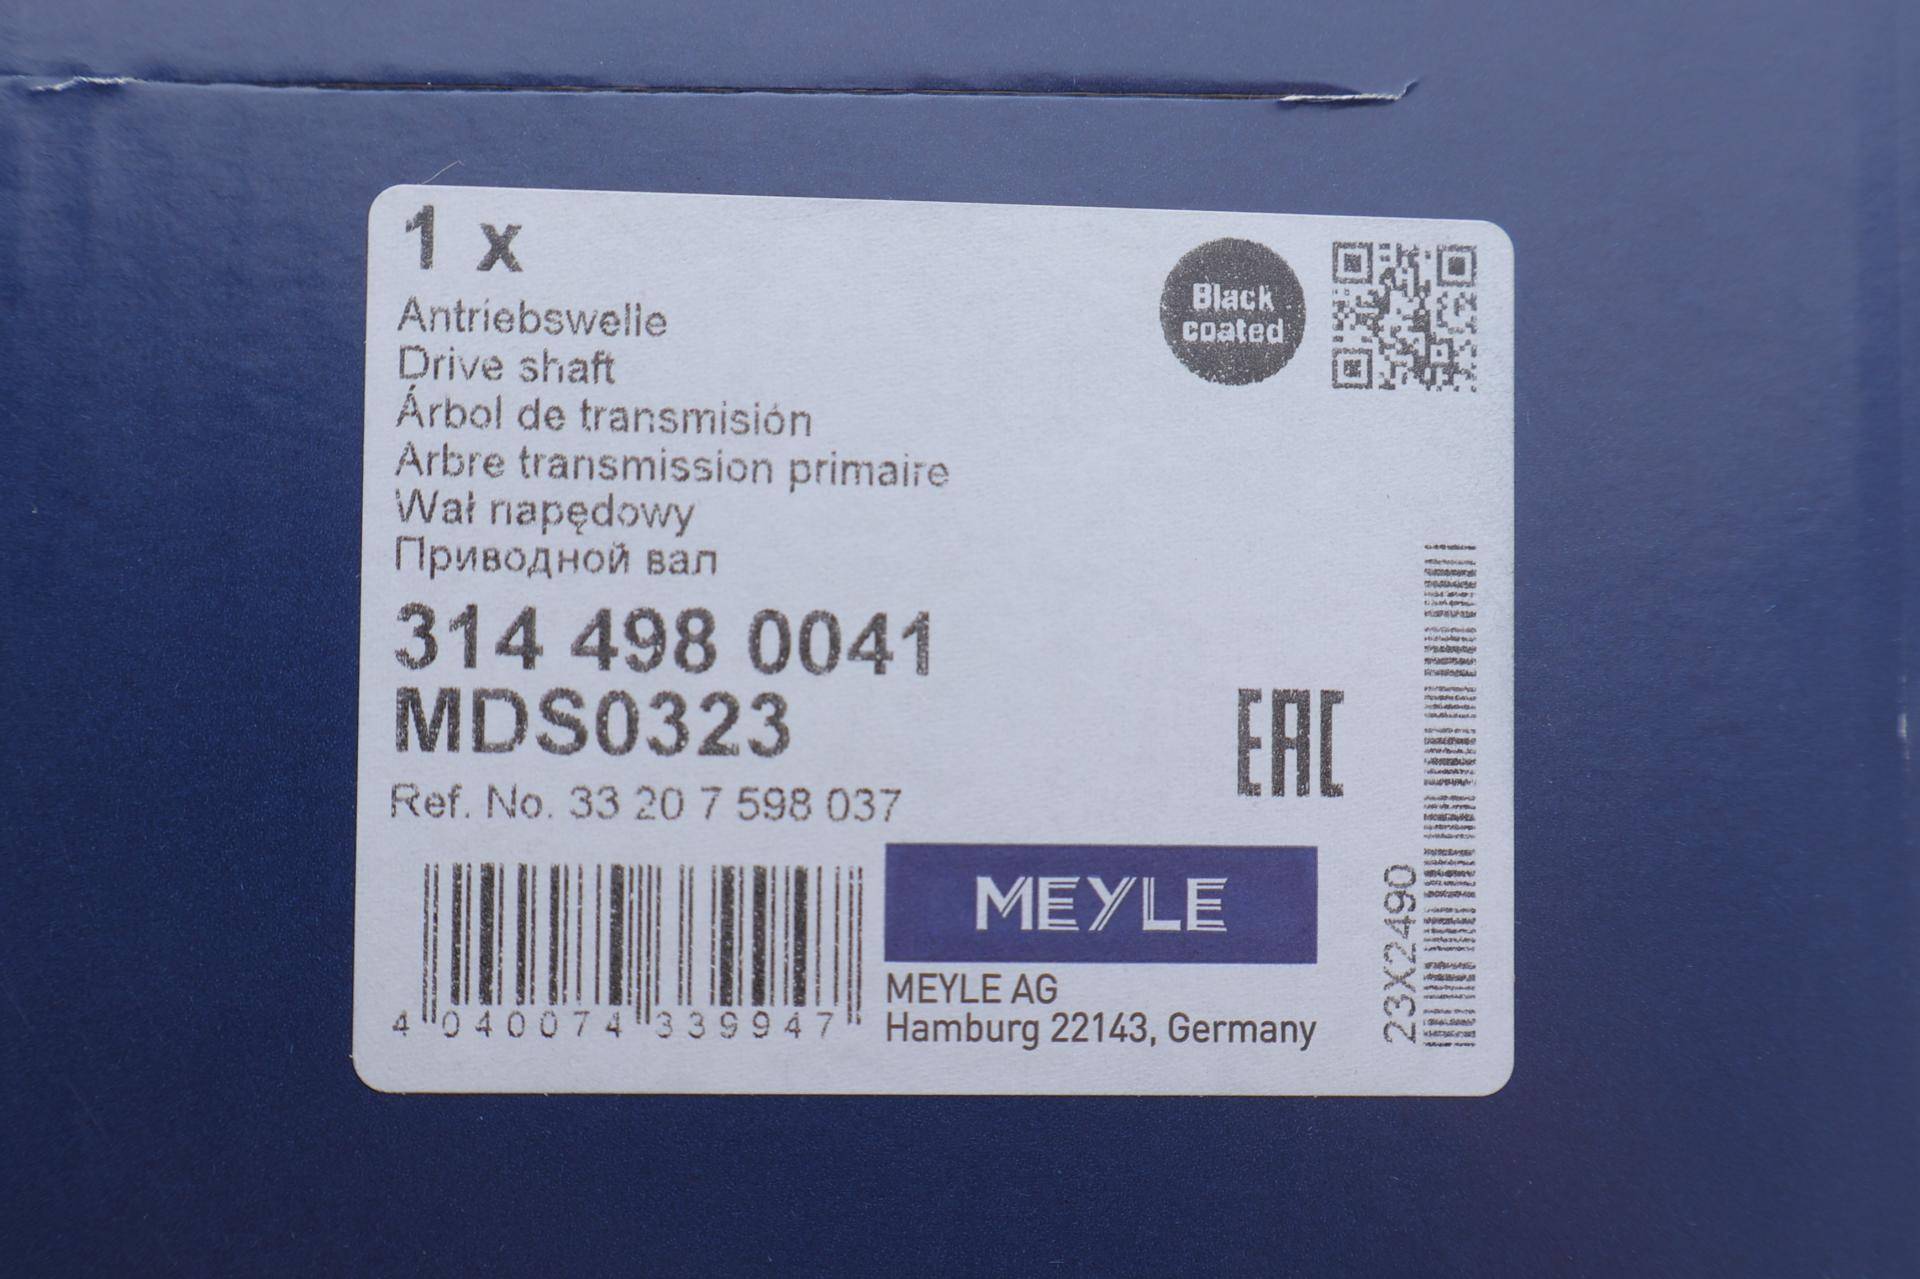 1 x
Antriebswelle
Drive shaft
Árbol de transmisión
Arbre transmission primaire
Wał napędowy
Приводной вал
314 498 0041
MDS0323
Ref. No. 33 20 7 598 037
4 040074 339947
Black
coated
EAC
MEYLE
MEYLE AG
Hamburg 22143, Germany
23X2490